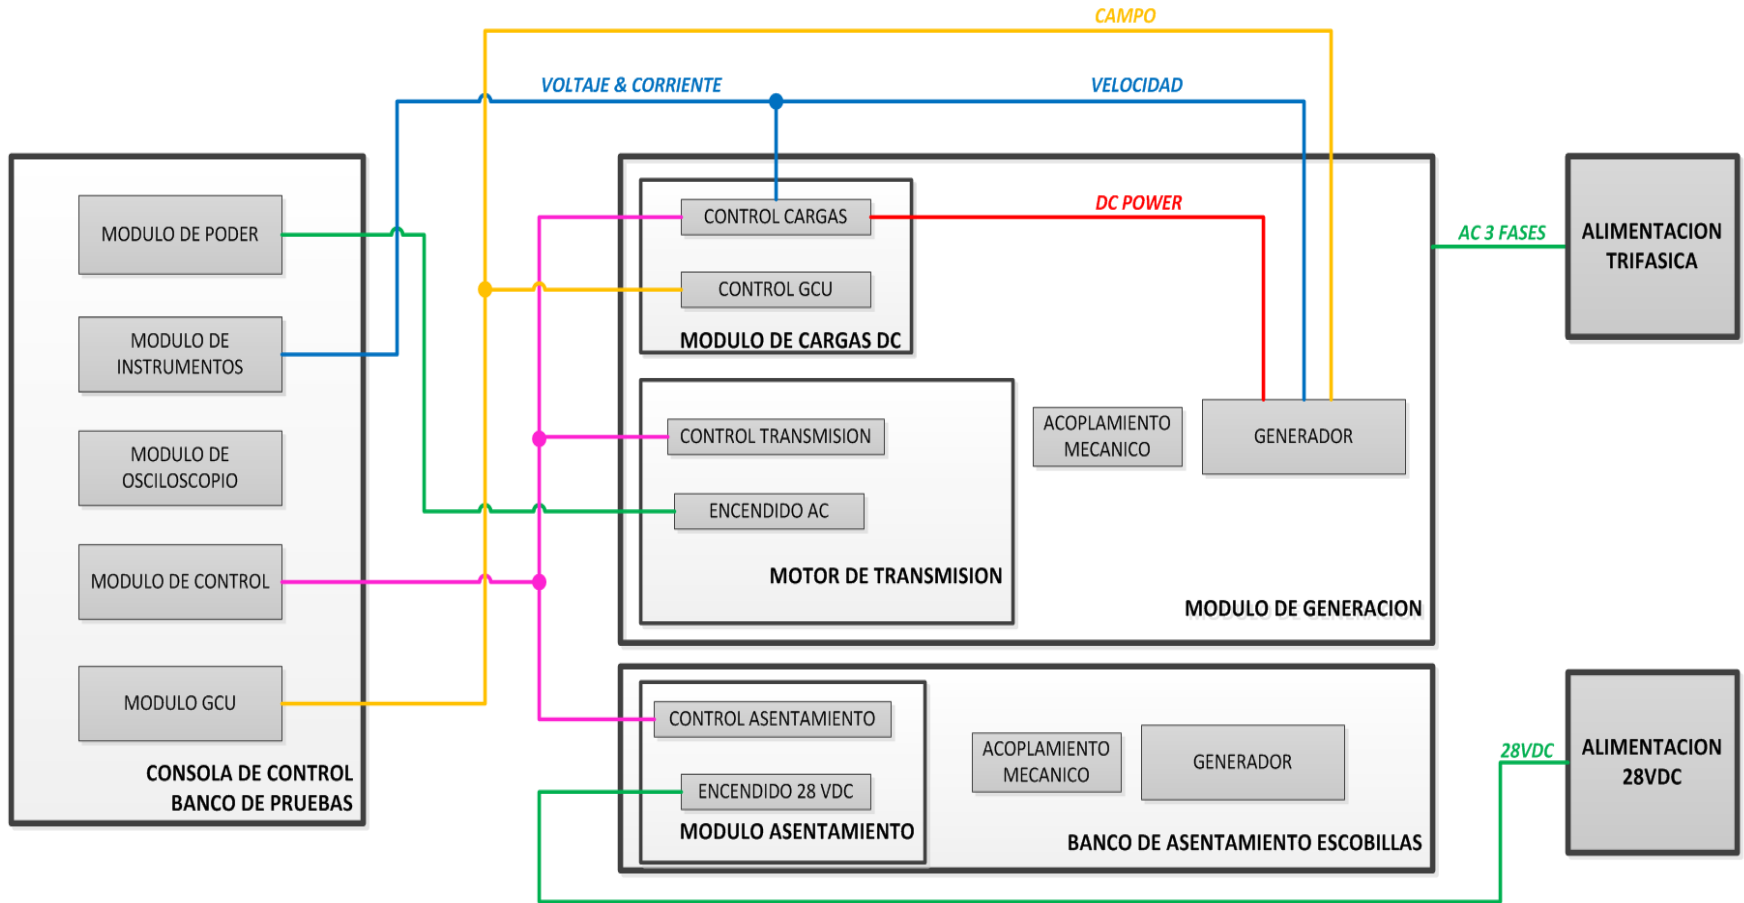 CAMPO
VOLTAJE & CORRIENTE
VELOCIDAD
MODULO DE PODER
MODULO DE
INSTRUMENTOS
MODULO DE
OSCILOSCOPIO
MODULO DE CONTROL
MODULO GCU
CONSOLA DE CONTROL
BANCO DE PRUEBAS
CONTROL CARGAS
CONTROL GCU
MODULO DE CARGAS DC
DC POWER
CONTROL TRANSMISION
ENCENDIDO AC
MOTOR DE TRANSMISION
ACOPLAMIENTO
MECANICO
GENERADOR
MODULO DE GENERACION
AC 3 FASES
ALIMENTACION
TRIFASICA
CONTROL ASENTAMIENTO
ENCENDIDO 28 VDC
MODULO ASENTAMIENTO
ACOPLAMIENTO
MECANICO
GENERADOR
BANCO DE ASENTAMIENTO ESCOBILLAS
28VDC
ALIMENTACION
28VDC